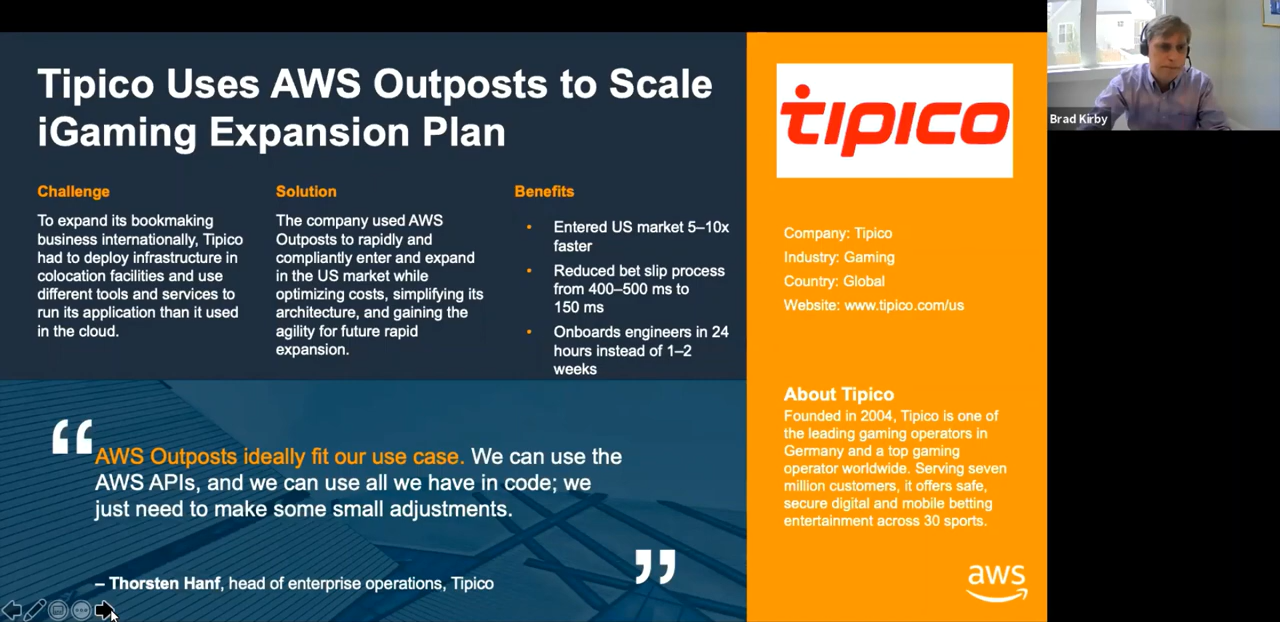 Tipico Uses AWS Outposts to Scale
iGaming Expansion Plan
Challenge
To expand its bookmaking
business internationally, Tipico
had to deploy infrastructure in
colocation facilities and use
different tools and services to
run its application than it used
in the cloud.
Solution
The company used AWS
Outposts to rapidly and
compliantly enter and expand
in the US market while
optimizing costs, simplifying its
architecture, and gaining the
agility for future rapid
expansion.
Benefits
• Entered US market 5–10x
faster
• Reduced bet slip process
from 400–500 ms to
150 ms
• Onboards engineers in 24
hours instead of 1–2
weeks
“
AWS Outposts ideally fit our use case. We can use the
AWS APIs, and we can use all we have in code; we
just need to make some small adjustments.
”
– Thorsten Hanf, head of enterprise operations, Tipico
tipico
Company: Tipico
Industry: Gaming
Country: Global
Website: www.tipico.com/us
About Tipico
Founded in 2004, Tipico is one of
the leading gaming operators in
Germany and a top gaming
operator worldwide. Serving seven
million customers, it offers safe,
secure digital and mobile betting
entertainment across 30 sports.
aws
Brad Kirby